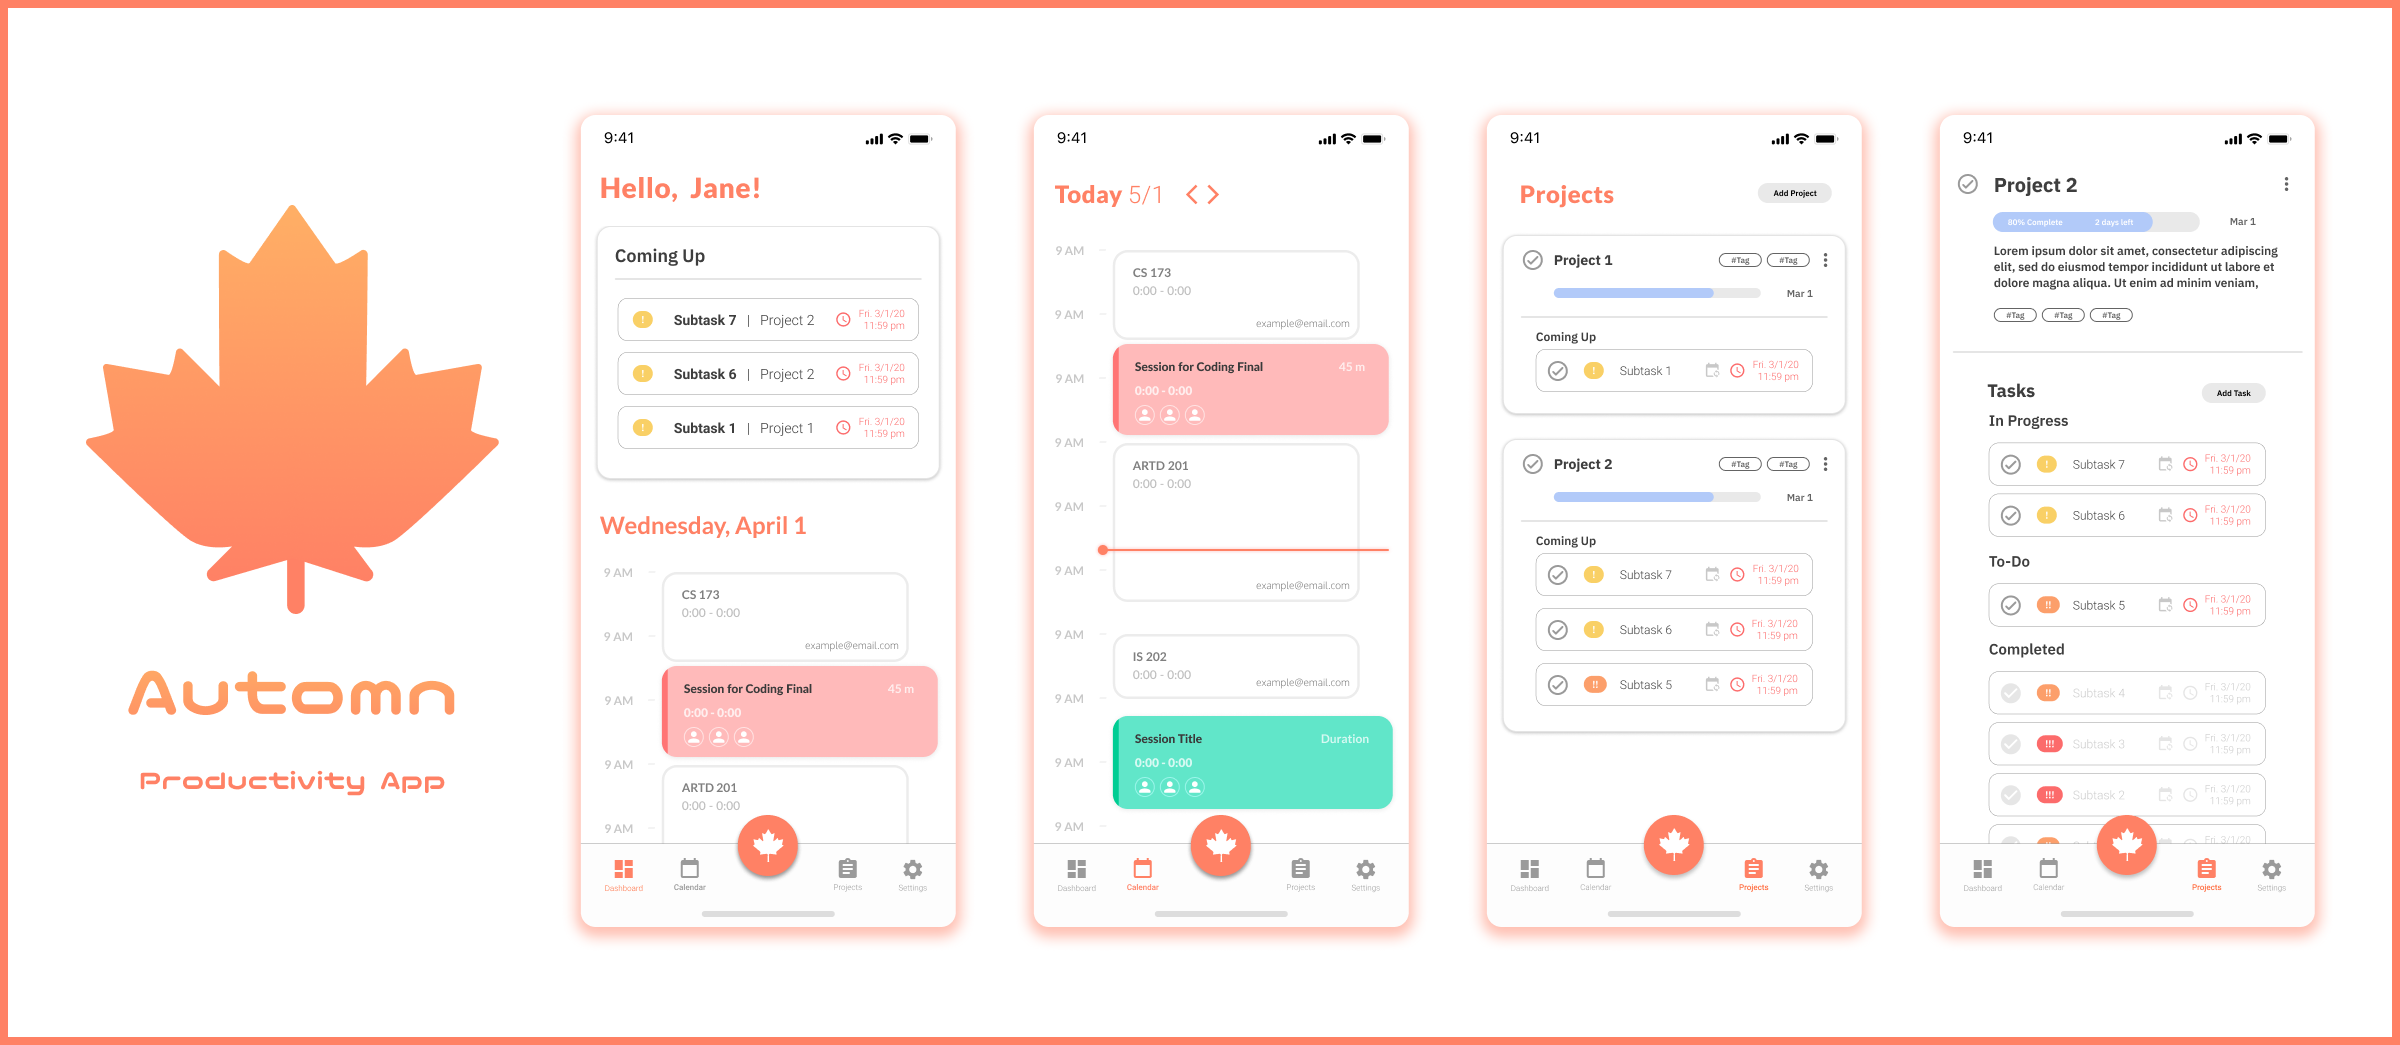 Automn
Productivity App
9:41
Hello, Jane!
Coming Up
! Subtask 7 | Project 2 Fri. 3/1/20
11:59 pm
! Subtask 6 | Project 2 Fri. 3/1/20
11:59 pm
! Subtask 1 | Project 1 Fri. 3/1/20
11:59 pm
Wednesday, April 1
9 AM
CS 173
0:00 - 0:00
9 AM
example@email.com
Session for Coding Final 45 m
9 AM
0:00 - 0:00
9 AM
ARTD 201
0:00 - 0:00
9 AM
Dashboard Calendar Projects Settings
9:41
Today 5/1 < >
9 AM
CS 173
0:00 - 0:00
9 AM
example@email.com
Session for Coding Final 45 m
9 AM
0:00 - 0:00
9 AM
ARTD 201
0:00 - 0:00
9 AM
9 AM
example@email.com
9 AM
IS 202
0:00 - 0:00
example@email.com
9 AM
Session Title Duration
9 AM
0:00 - 0:00
9 AM
Dashboard Calendar Projects Settings
9:41
Projects Add Project
Project 1 #Tag #Tag
Mar 1
Coming Up
! Subtask 1 Fri. 3/1/20
11:59 pm
Project 2 #Tag #Tag
Mar 1
Coming Up
! Subtask 7 Fri. 3/1/20
11:59 pm
! Subtask 6 Fri. 3/1/20
11:59 pm
!! Subtask 5 Fri. 3/1/20
11:59 pm
Dashboard Calendar Projects Settings
9:41
Project 2
80% Complete 2 days left Mar 1
Lorem ipsum dolor sit amet, consectetur adipiscing
elit, sed do eiusmod tempor incididunt ut labore et
dolore magna aliqua. Ut enim ad minim veniam,
#Tag #Tag #Tag
Tasks Add Task
In Progress
! Subtask 7 Fri. 3/1/20
11:59 pm
! Subtask 6 Fri. 3/1/20
11:59 pm
To-Do
!! Subtask 5 Fri. 3/1/20
11:59 pm
Completed
!! Subtask 4 Fri. 3/1/20
11:59 pm
!!! Subtask 3 Fri. 3/1/20
11:59 pm
!!! Subtask 2 Fri. 3/1/20
11:59 pm
Fri. 3/1/20
Dashboard Calendar Projects Settings